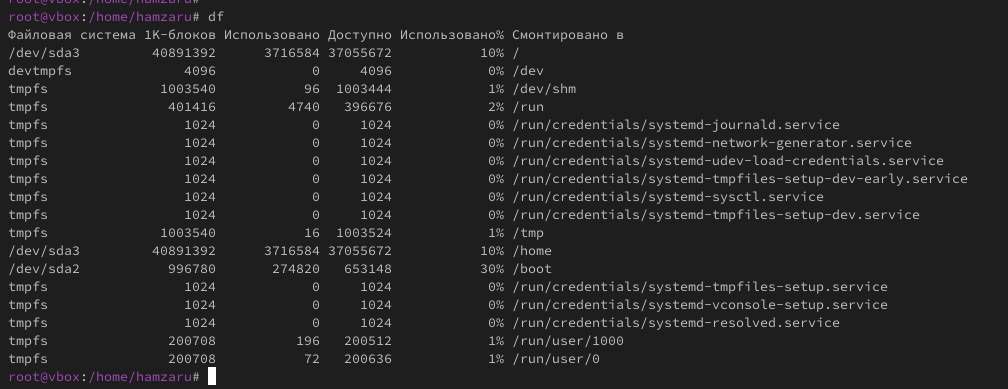 root@vbox:/home/hamzaru#
root@vbox:/home/hamzaru# df
Файловая система 1K-блоков Использовано Доступно Использовано% Смонтировано в
/dev/sda3         40891392      3716584 37055672           10% /
devtmpfs              4096            0     4096            0% /dev
tmpfs              1003540           96  1003444            1% /dev/shm
tmpfs               401416         4740   396676            2% /run
tmpfs                 1024            0     1024            0% /run/credentials/systemd-journald.service
tmpfs                 1024            0     1024            0% /run/credentials/systemd-network-generator.service
tmpfs                 1024            0     1024            0% /run/credentials/systemd-udev-load-credentials.service
tmpfs                 1024            0     1024            0% /run/credentials/systemd-tmpfiles-setup-dev-early.service
tmpfs                 1024            0     1024            0% /run/credentials/systemd-sysctl.service
tmpfs                 1024            0     1024            0% /run/credentials/systemd-tmpfiles-setup-dev.service
tmpfs              1003540           16  1003524            1% /tmp
/dev/sda3         40891392      3716584 37055672           10% /home
/dev/sda2           996780       274820   653148           30% /boot
tmpfs                 1024            0     1024            0% /run/credentials/systemd-tmpfiles-setup.service
tmpfs                 1024            0     1024            0% /run/credentials/systemd-vconsole-setup.service
tmpfs                 1024            0     1024            0% /run/credentials/systemd-resolved.service
tmpfs               200708          196   200512            1% /run/user/1000
tmpfs               200708           72   200636            1% /run/user/0
root@vbox:/home/hamzaru#